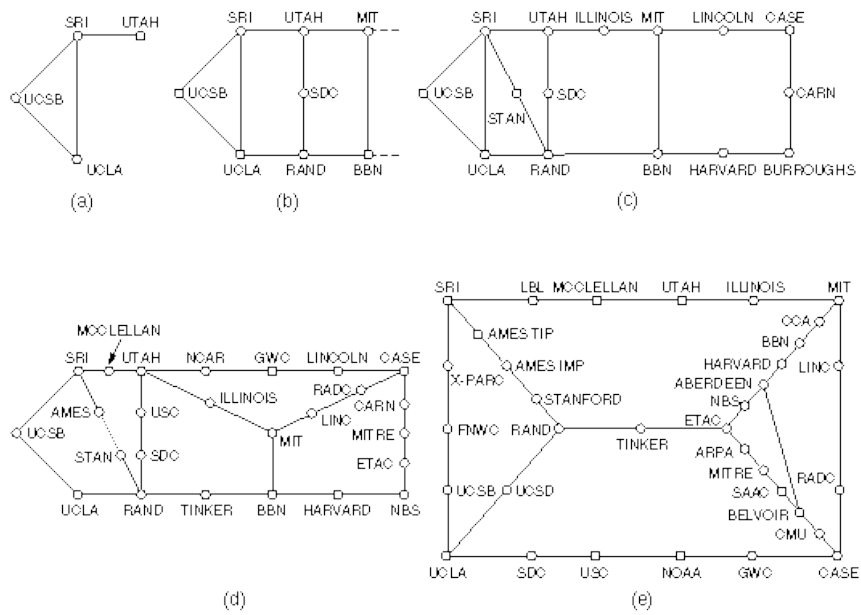 SRI UTAH
UCSB
UCLA
(a)
SRI UTAH MIT
UCSB SDC
UCLA RAND BBN
(b)
SRI UTAH ILLINOIS MIT LINCOLN CASE
UCSB SDC CARN
STAN
UCLA RAND BBN HARVARD BURROUGHS
(c)
MCCLELLAN
SRI UTAH NCAR GWC LINCOLN CASE
RADC
ILLINOIS CARN
AMES USC LINC
UCSB MIT MITRE
STAN SDC ETAC
UCLA RAND TINKER BBN HARVARD NBS
(d)
SRI LBL MCCLELLAN UTAH ILLINOIS MIT
CCA
AMES TIP BBN
X-PARC AMES IMP HARVARD LINC
ABERDEEN
STANFORD NBS
ETAC
FNWC RAND TINKER
ARPA
MITRE
UCSB UCSD SAAC RADC
BELVOIR
CMU
UCLA SDC USC NOAA GWC CASE
(e)